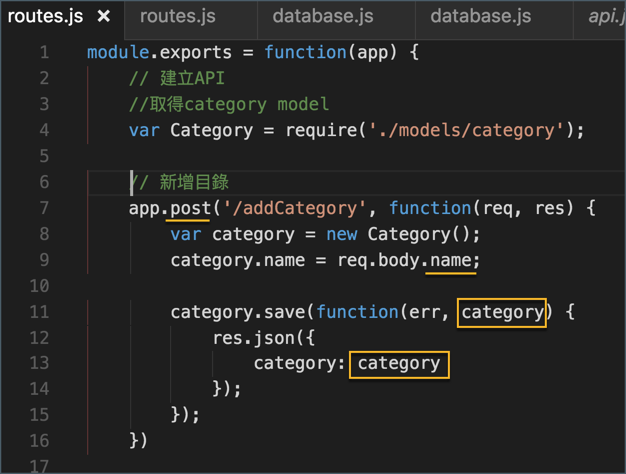 routes.js × routes.js database.js database.js api.j
1 module.exports = function(app) {
2 // 建立API
3 //取得category model
4 var Category = require('./models/category');
5
6 // 新增目錄
7 app.post('/addCategory', function(req, res) {
8 var category = new Category();
9 category.name = req.body.name;
10
11 category.save(function(err, category) {
12 res.json({
13 category: category
14 });
15 });
16 })
17